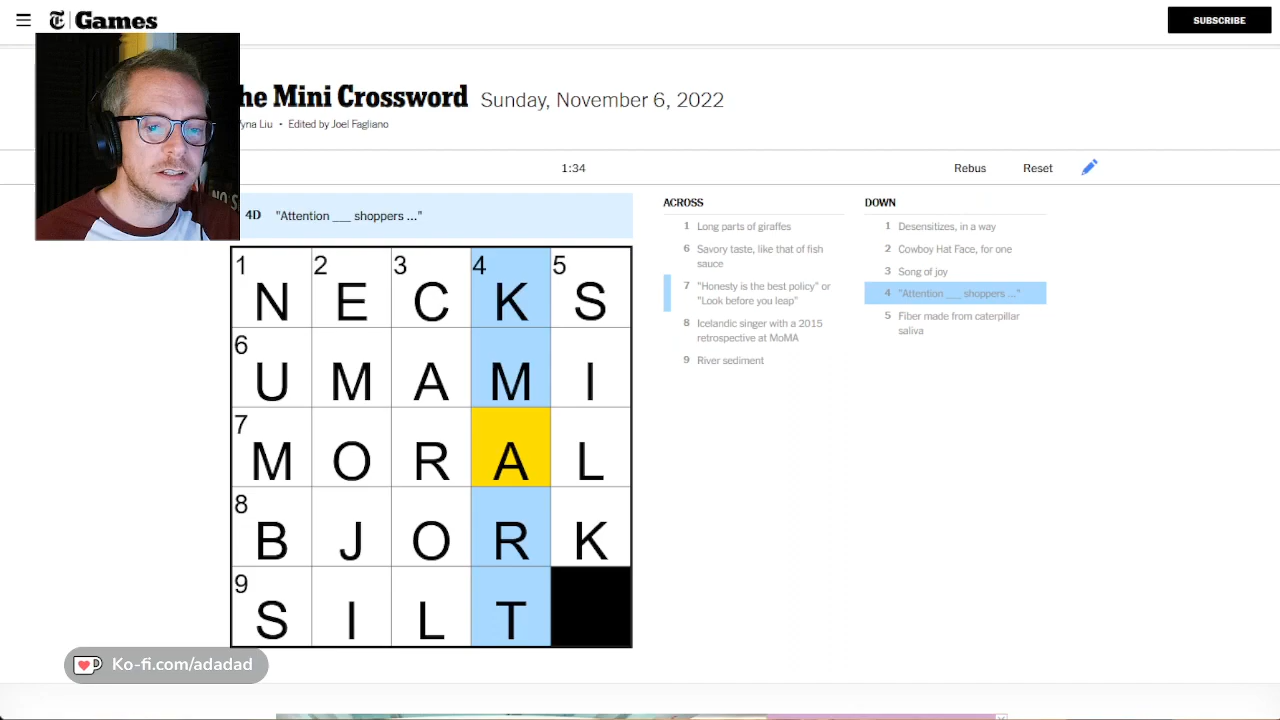 Games
SUBSCRIBE
he Mini Crossword Sunday, November 6, 2022
yna Liu • Edited by Joel Fagliano
1:34
Rebus
Reset
4D "Attention ___ shoppers ..."
ACROSS
1 Long parts of giraffes
6 Savory taste, like that of fish
sauce
7 "Honesty is the best policy" or
"Look before you leap"
8 Icelandic singer with a 2015
retrospective at MoMA
9 River sediment
DOWN
1 Desensitizes, in a way
2 Cowboy Hat Face, for one
3 Song of joy
4 "Attention ___ shoppers ..."
5 Fiber made from caterpillar
saliva
1 2 3 4 5
N E C K S
6
U M A M I
7
M O R A L
8
B J O R K
9
S I L T
NO S
Ko-fi.com/adadad